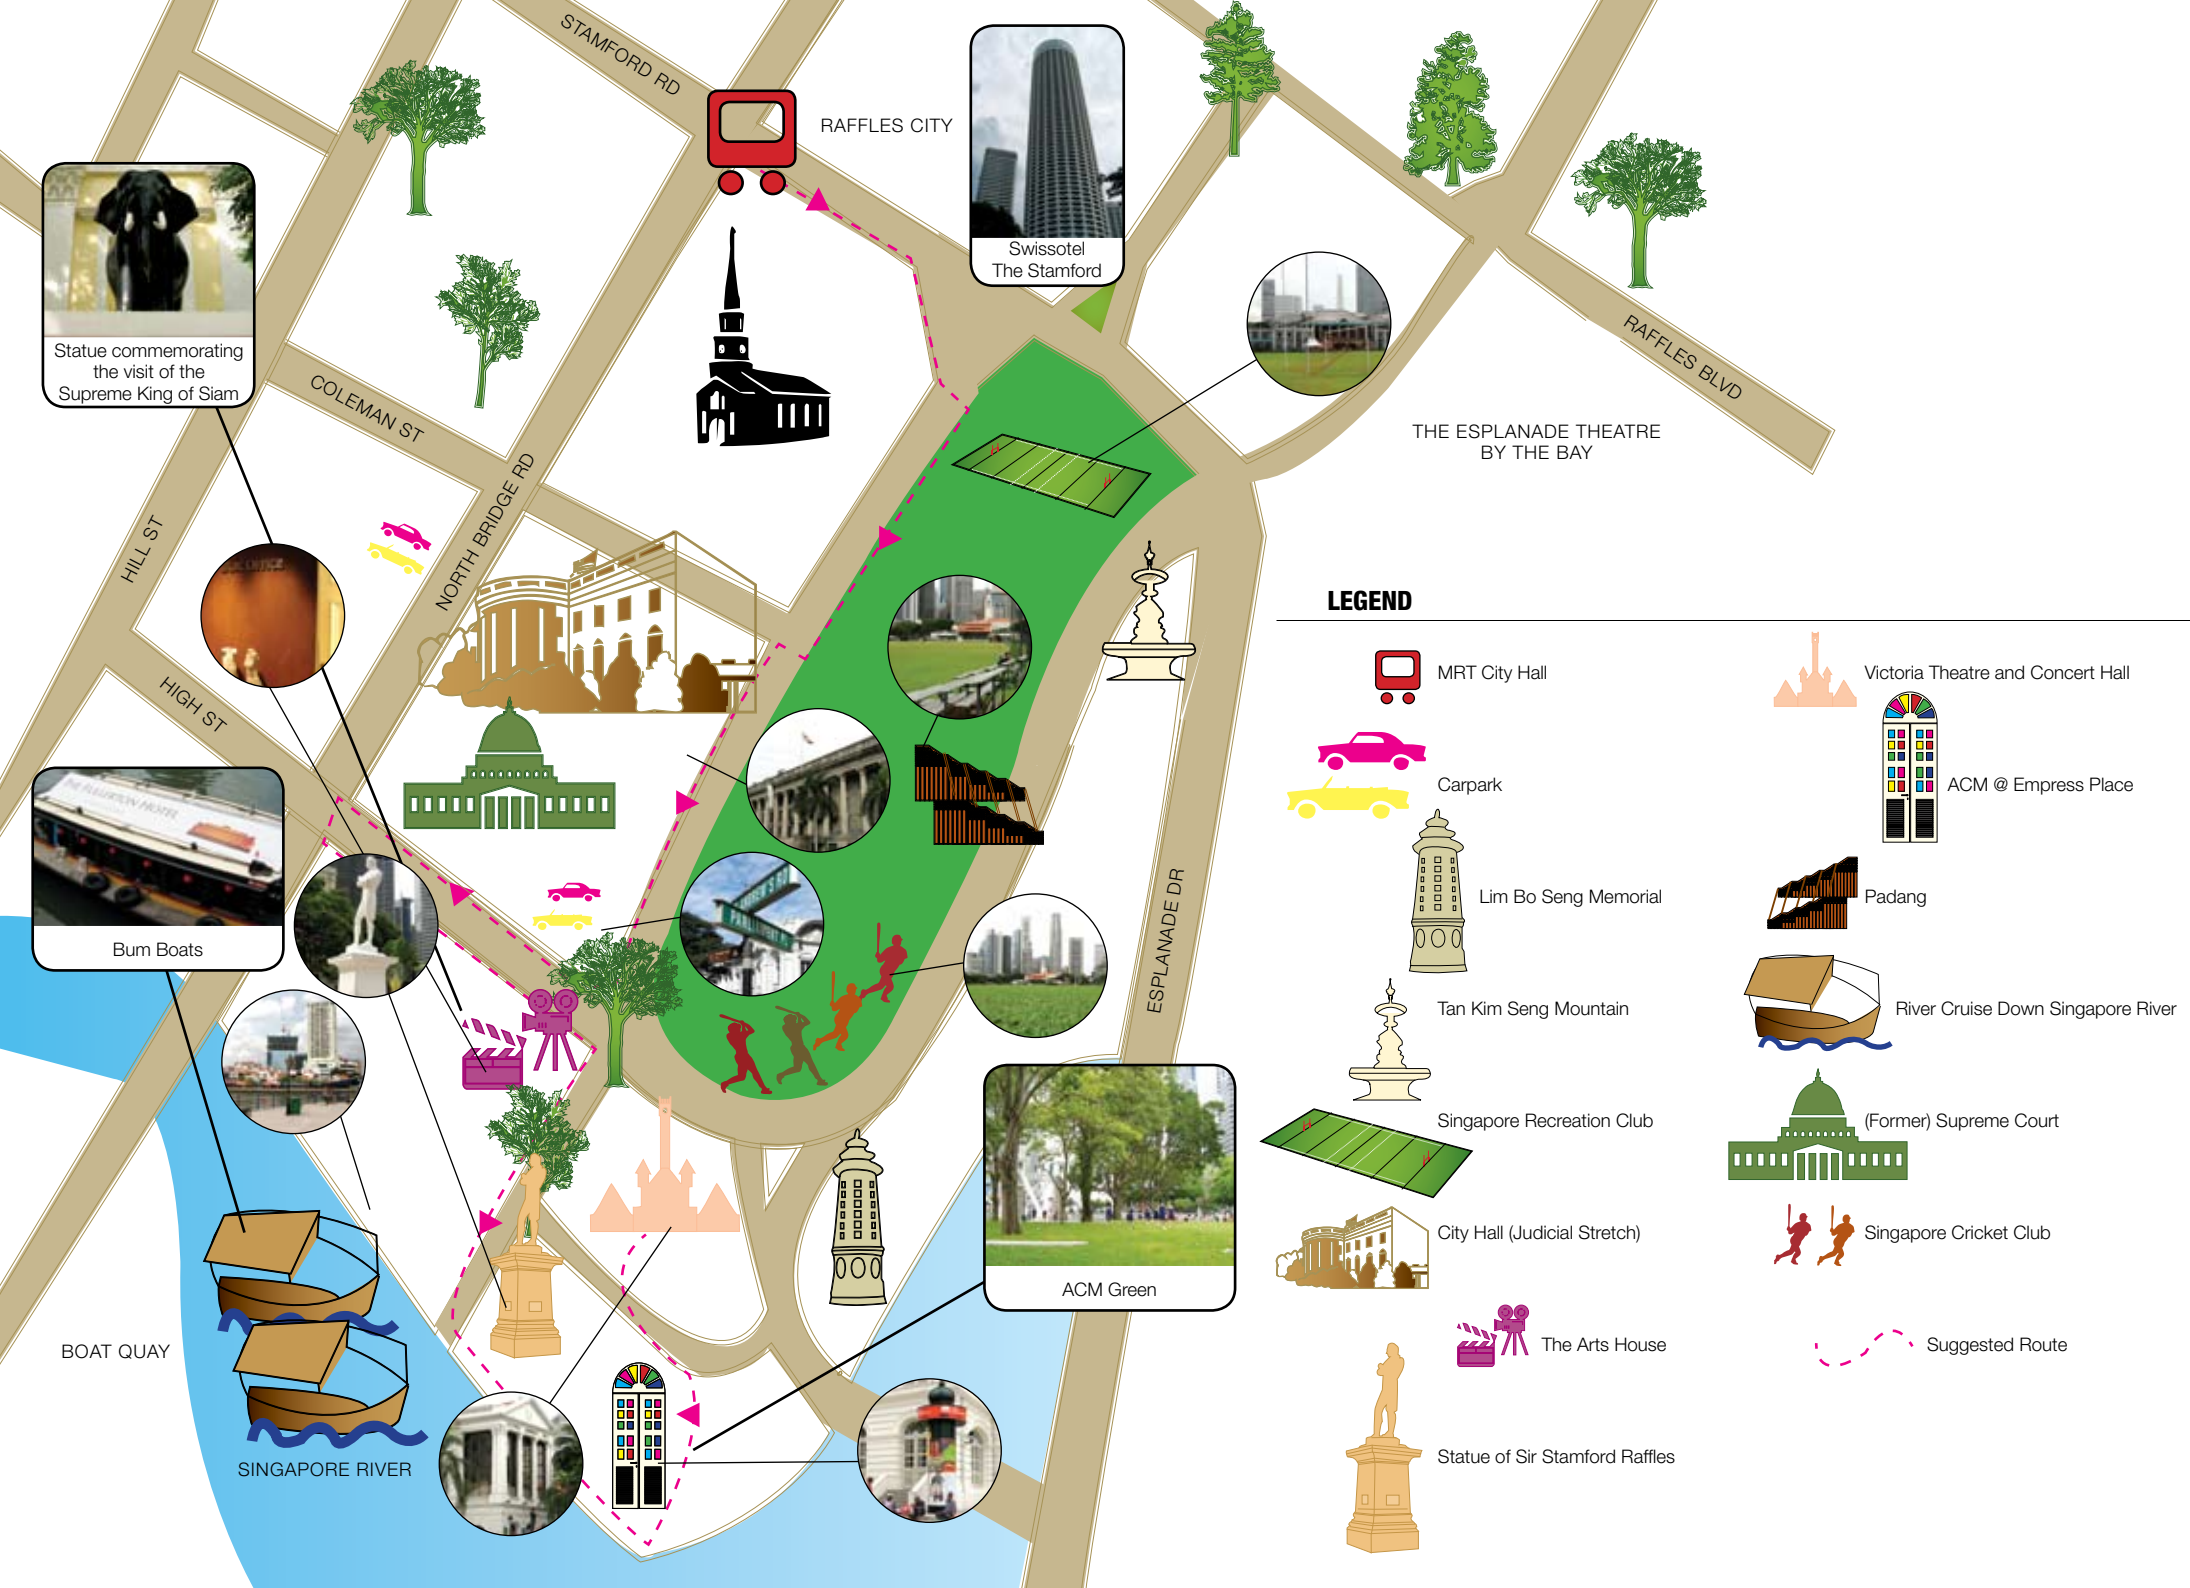 STAMFORD RD
RAFFLES CITY
Swissotel
The Stamford
Statue commemorating
the visit of the
Supreme King of Siam
COLEMAN ST
RAFFLES BLVD
THE ESPLANADE THEATRE
BY THE BAY
HILL ST
NORTH BRIDGE RD
HIGH ST
THE FULLERTON HOTEL
Bum Boats
ESPLANADE DR
ACM Green
BOAT QUAY
SINGAPORE RIVER
LEGEND
MRT City Hall
Carpark
Lim Bo Seng Memorial
Tan Kim Seng Mountain
Singapore Recreation Club
City Hall (Judicial Stretch)
The Arts House
Statue of Sir Stamford Raffles
Victoria Theatre and Concert Hall
ACM @ Empress Place
Padang
River Cruise Down Singapore River
(Former) Supreme Court
Singapore Cricket Club
Suggested Route